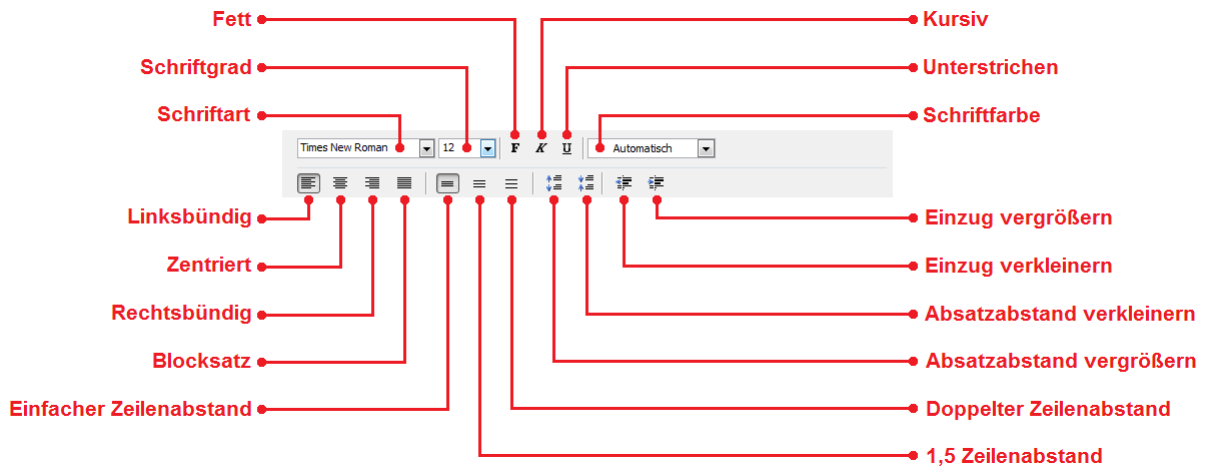 Fett
Kursiv
Schriftgrad
Unterstrichen
Schriftart
Schriftfarbe
Times New Roman 12 F K U Automatisch
Linksbündig
Einzug vergrößern
Zentriert
Einzug verkleinern
Rechtsbündig
Absatzabstand verkleinern
Blocksatz
Absatzabstand vergrößern
Einfacher Zeilenabstand
Doppelter Zeilenabstand
1,5 Zeilenabstand